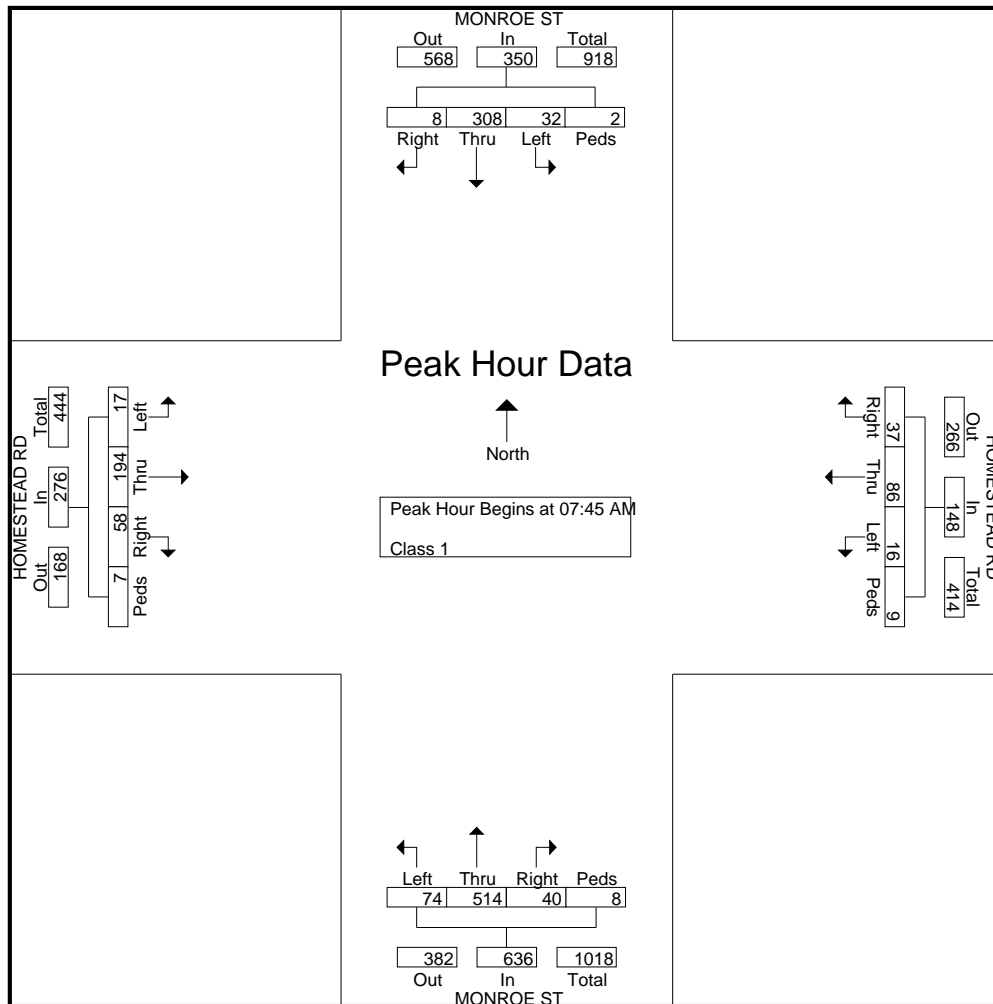 MONROE ST
Out In Total
568 350 918
8 308 32 2
Right Thru Left Peds
Peak Hour Data
North
Peak Hour Begins at 07:45 AM
Class 1
HOMESTEAD RD
Total In Out
444 276 168
17 194 58 7
Left Thru Right Peds
HOMESTEAD RD
Out In Total
266 148 414
37 86 16 9
Right Thru Left Peds
Left Thru Right Peds
74 514 40 8
382 636 1018
Out In Total
MONROE ST